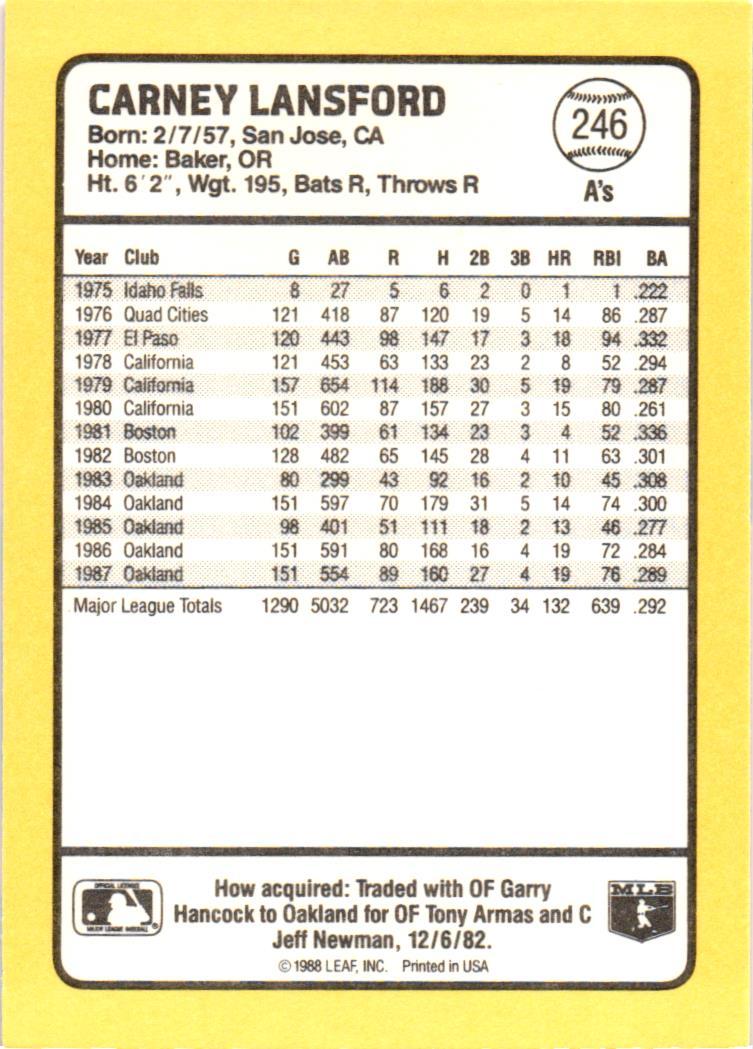 CARNEY LANSFORD
Born: 2/7/57, San Jose, CA
Home: Baker, OR
Ht. 6'2", Wgt. 195, Bats R, Throws R
246
A's
Year Club G AB R H 2B 3B HR RBI BA
1975 Idaho Falls 8 27 5 6 2 0 1 1 .222
1976 Quad Cities 121 418 87 120 19 5 14 86 .287
1977 El Paso 120 443 98 147 17 3 18 94 .332
1978 California 121 453 63 133 23 2 8 52 .294
1979 California 157 654 114 188 30 5 19 79 .287
1980 California 151 602 87 157 27 3 15 80 .261
1981 Boston 102 399 61 134 23 3 4 52 .336
1982 Boston 128 482 65 145 28 4 11 63 .301
1983 Oakland 80 299 43 92 16 2 10 45 .308
1984 Oakland 151 597 70 179 31 5 14 74 .300
1985 Oakland 98 401 51 111 18 2 13 46 .277
1986 Oakland 151 591 80 168 16 4 19 72 .284
1987 Oakland 151 554 89 160 27 4 19 76 .289
Major League Totals 1290 5032 723 1467 239 34 132 639 .292
OFFICIAL LICENSEE
MAJOR LEAGUE BASEBALL ®
How acquired: Traded with OF Garry
Hancock to Oakland for OF Tony Armas and C
Jeff Newman, 12/6/82.
MLB
© 1988 LEAF, INC. Printed in USA